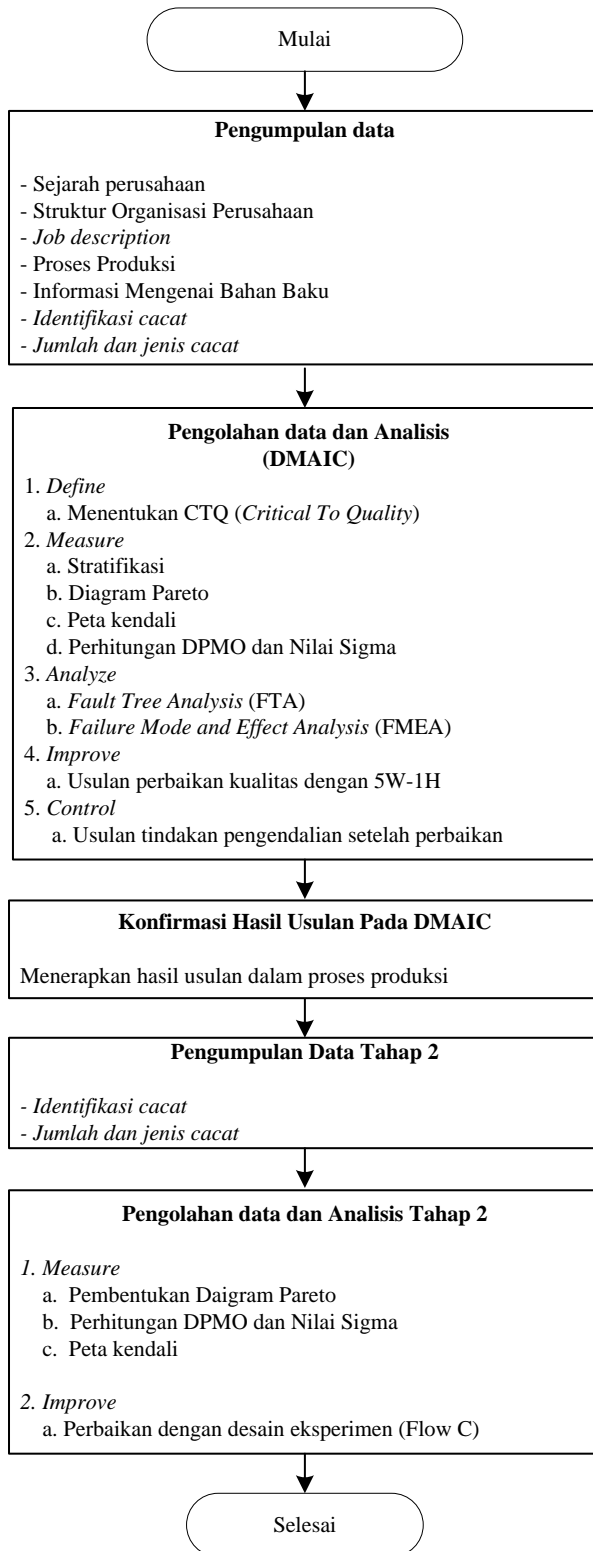 Mulai
Pengumpulan data
- Sejarah perusahaan
- Struktur Organisasi Perusahaan
- Job description
- Proses Produksi
- Informasi Mengenai Bahan Baku
- Identifikasi cacat
- Jumlah dan jenis cacat
Pengolahan data dan Analisis
(DMAIC)
1. Define
a. Menentukan CTQ (Critical To Quality)
2. Measure
a. Stratifikasi
b. Diagram Pareto
c. Peta kendali
d. Perhitungan DPMO dan Nilai Sigma
3. Analyze
a. Fault Tree Analysis (FTA)
b. Failure Mode and Effect Analysis (FMEA)
4. Improve
a. Usulan perbaikan kualitas dengan 5W-1H
5. Control
a. Usulan tindakan pengendalian setelah perbaikan
Konfirmasi Hasil Usulan Pada DMAIC
Menerapkan hasil usulan dalam proses produksi
Pengumpulan Data Tahap 2
- Identifikasi cacat
- Jumlah dan jenis cacat
Pengolahan data dan Analisis Tahap 2
1. Measure
a. Pembentukan Daigram Pareto
b. Perhitungan DPMO dan Nilai Sigma
c. Peta kendali
2. Improve
a. Perbaikan dengan desain eksperimen (Flow C)
Selesai